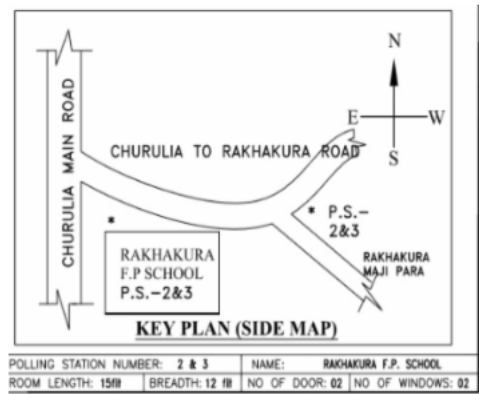 N
E
W
S
CHURULIA MAIN ROAD
CHURULIA TO RAKHAKURA ROAD
* P.S.-
2&3
*
RAKHAKURA
F.P SCHOOL
P.S.-2&3
RAKHAKURA
MAJI PARA
KEY PLAN (SIDE MAP)
POLLING STATION NUMBER: 2 & 3 NAME: RAKHAKURA F.P. SCHOOL
ROOM LENGTH: 15fit BREADTH: 12 fit NO OF DOOR: 02 NO OF WINDOWS: 02